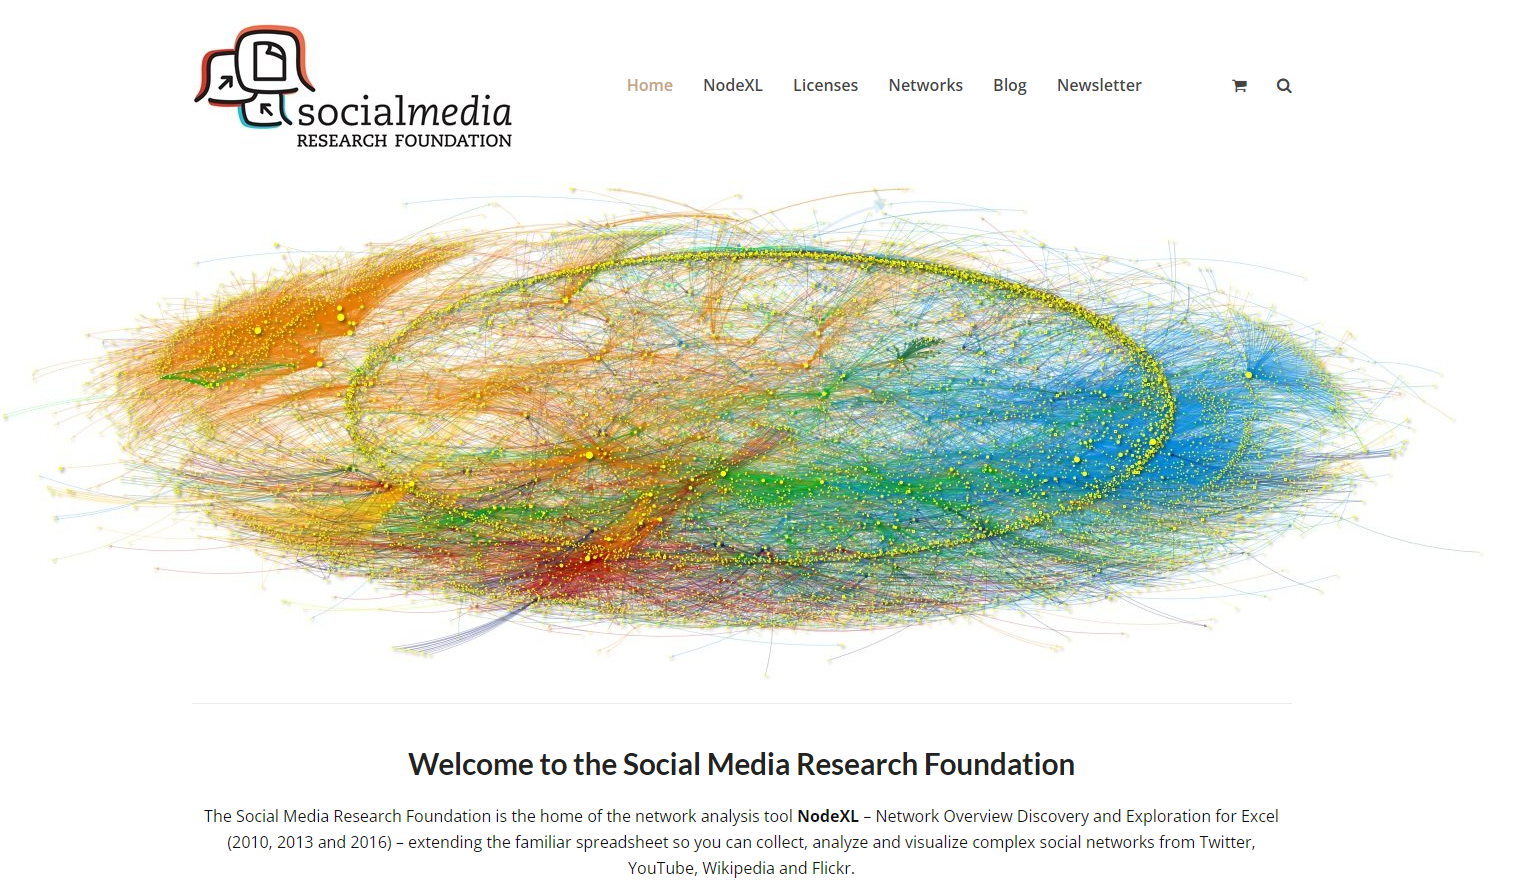 socialmedia
RESEARCH FOUNDATION
Home NodeXL Licenses Networks Blog Newsletter
Welcome to the Social Media Research Foundation
The Social Media Research Foundation is the home of the network analysis tool NodeXL – Network Overview Discovery and Exploration for Excel
(2010, 2013 and 2016) – extending the familiar spreadsheet so you can collect, analyze and visualize complex social networks from Twitter,
YouTube, Wikipedia and Flickr.